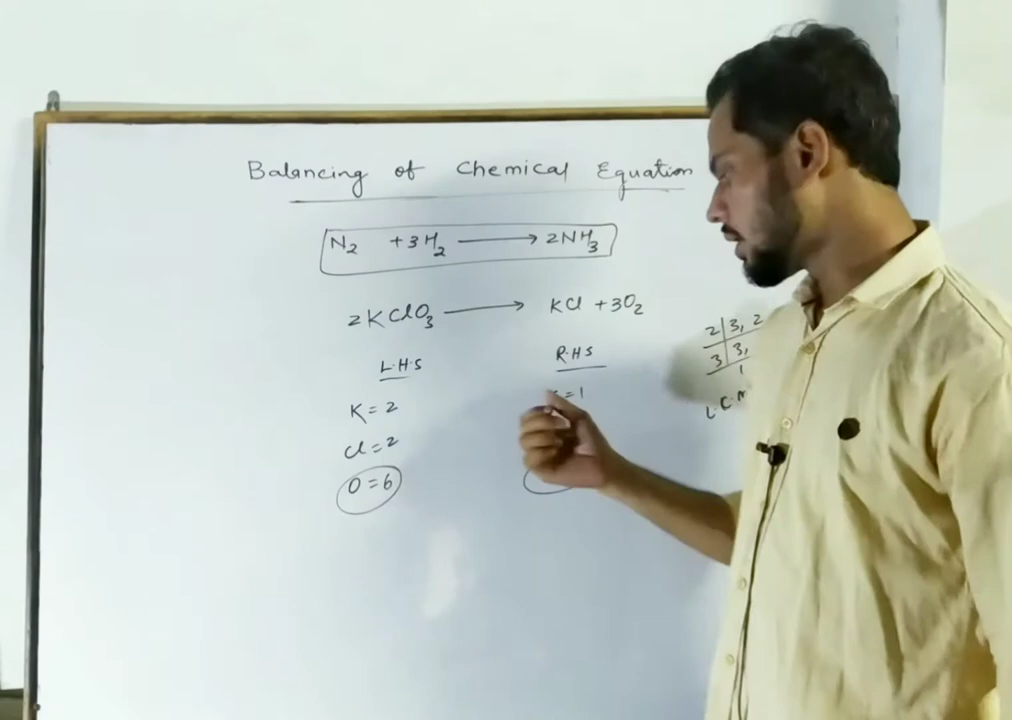 Balancing of Chemical Equation
N₂ + 3H₂ ⟶ 2NH₃
2KClO₃ ⟶ KCl + 3O₂
L.H.S
R.H.S
K = 2
= 1
Cl = 2
O = 6
2 | 3, 2
3 | 3,
1
L.C.M